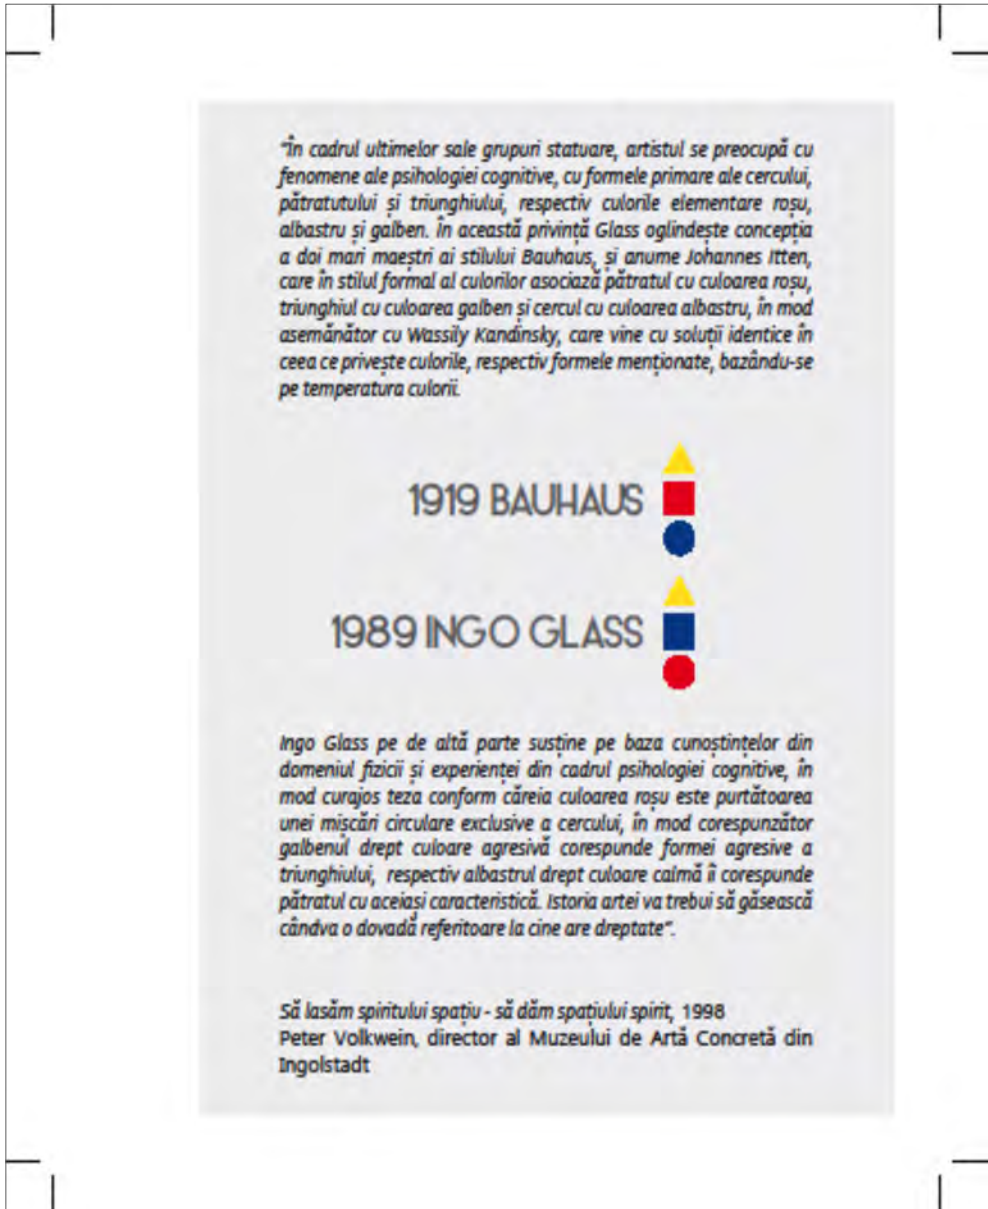 “În cadrul ultimelor sale grupuri statuare, artistul se preocupă cu
fenomene ale psihologiei cognitive, cu formele primare ale cercului,
pătratutului și triunghiului, respectiv culorile elementare roșu,
albastru și galben. În această privință Glass oglindește concepția
a doi mari maeștri ai stilului Bauhaus, și anume Johannes Itten,
care în stilul formal al culorilor asociază pătratul cu culoarea roșu,
triunghiul cu culoarea galben și cercul cu culoarea albastru, în mod
asemănător cu Wassily Kandinsky, care vine cu soluții identice în
ceea ce privește culorile, respectiv formele menționate, bazându-se
pe temperatura culorii.
1919 BAUHAUS
1989 INGO GLASS
Ingo Glass pe de altă parte susține pe baza cunoștințelor din
domeniul fizicii și experienței din cadrul psihologiei cognitive, în
mod curajos teza conform căreia culoarea roșu este purtătoarea
unei mișcări circulare exclusive a cercului, în mod corespunzător
galbenul drept culoare agresivă corespunde formei agresive a
triunghiului, respectiv albastrul drept culoare calmă îi corespunde
pătratul cu aceiași caracteristică. Istoria artei va trebui să găsească
cândva o dovadă referitoare la cine are dreptate”.
Să lasăm spiritului spațiu - să dăm spațiului spirit, 1998
Peter Volkwein, director al Muzeului de Artă Concretă din
Ingolstadt